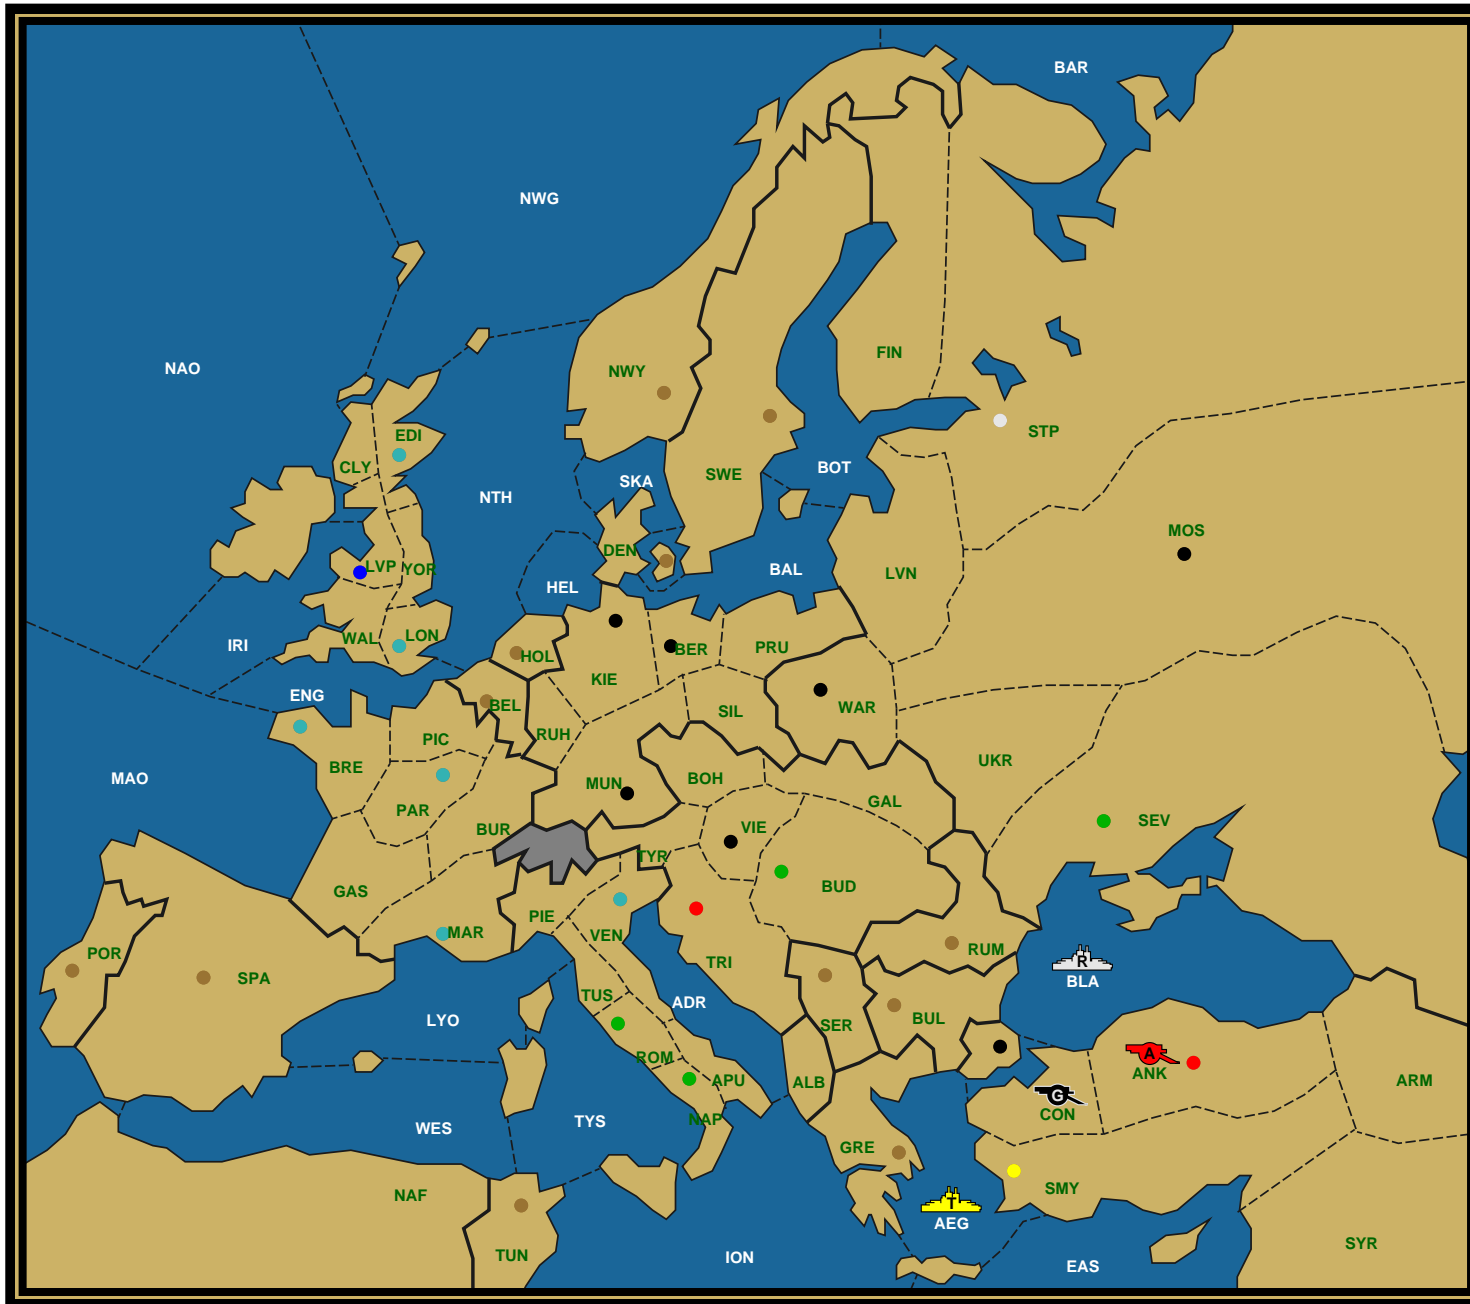 BAR
NWG
NAO
FIN
NWY
EDI
STP
CLY
SKA
BOT
SWE
NTH
MOS
DEN
LVP
YOR
BAL
LVN
HEL
IRI
WAL
LON
HOL
BER
PRU
KIE
ENG
BEL
SIL
WAR
PIC
RUH
UKR
BRE
MAO
MUN
BOH
PAR
GAL
BUR
VIE
SEV
TYR
GAS
BUD
PIE
VEN
MAR
POR
RUM
SPA
TRI
R
BLA
TUS
ADR
LYO
BUL
SER
ROM
A
ANK
APU
ALB
G
CON
ARM
NAP
TYS
WES
GRE
SMY
NAF
T
AEG
SYR
TUN
ION
EAS